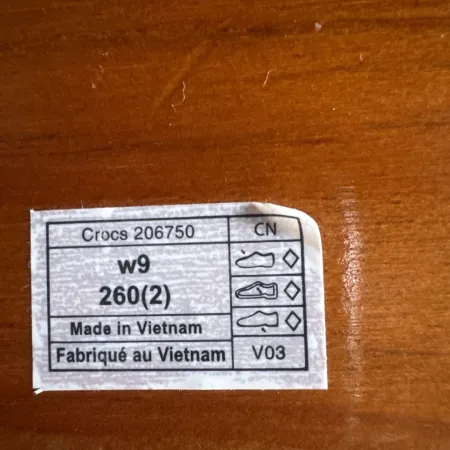 Crocs 206750
CN
w9
260(2)
Made in Vietnam
Fabriqué au Vietnam
V03